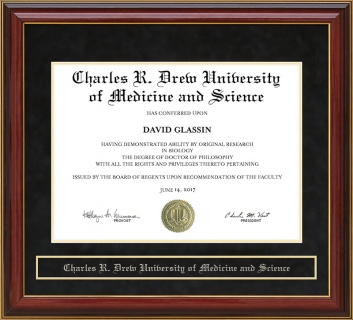 Charles R. Drew University
of Medicine and Science
HAS CONFERRED UPON
DAVID GLASSIN
HAVING DEMONSTRATED ABILITY BY ORIGINAL RESEARCH
IN BIOLOGY
THE DEGREE OF DOCTOR OF PHILOSOPHY
WITH ALL THE RIGHTS AND PRIVILEGES THERETO PERTAINING
ISSUED BY THE BOARD OF REGENTS UPON RECOMMENDATION OF THE FACULTY
JUNE 14, 2017
PROVOST
PRESIDENT
Charles R. Drew University of Medicine and Science